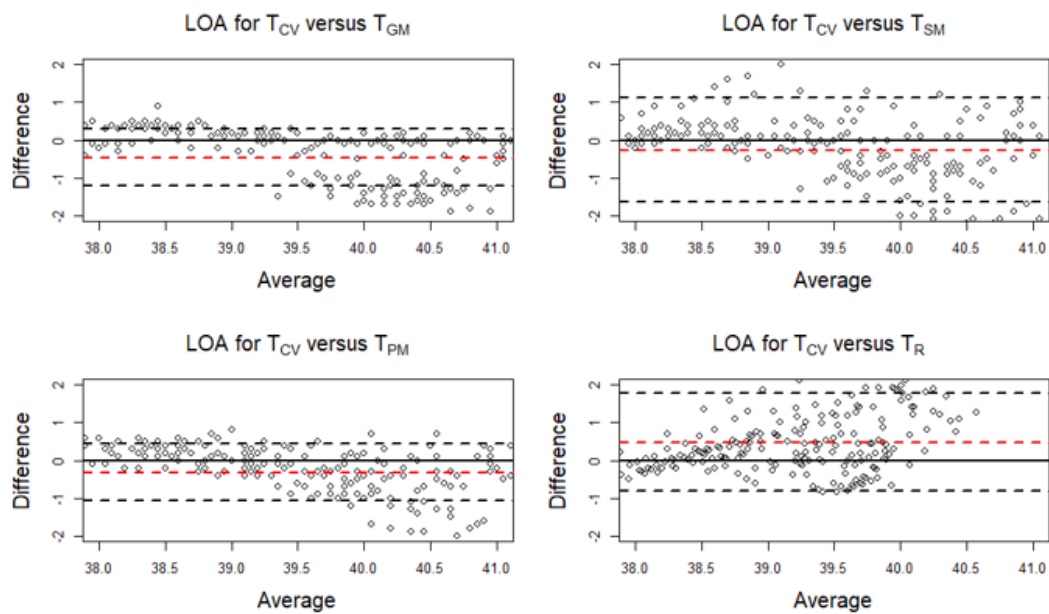 LOA for T_CV versus T_GM
Difference
2
1
0
-1
-2
38.0 38.5 39.0 39.5 40.0 40.5 41.0
Average
LOA for T_CV versus T_SM
Difference
2
1
0
-1
-2
38.0 38.5 39.0 39.5 40.0 40.5 41.0
Average
LOA for T_CV versus T_PM
Difference
2
1
0
-1
-2
38.0 38.5 39.0 39.5 40.0 40.5 41.0
Average
LOA for T_CV versus T_R
Difference
2
1
0
-1
-2
38.0 38.5 39.0 39.5 40.0 40.5 41.0
Average